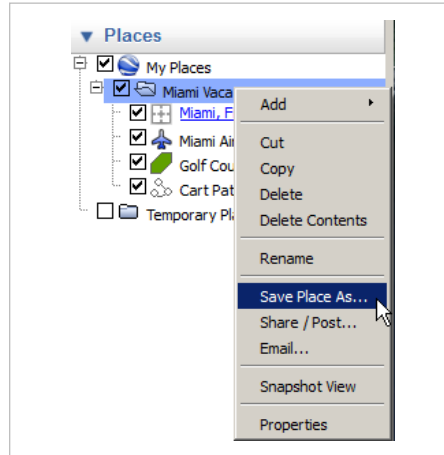 Places
My Places
Miami Vaca
Miami, F
Miami Air
Golf Cou
Cart Pat
Temporary Pl
Add
Cut
Copy
Delete
Delete Contents
Rename
Save Place As...
Share / Post...
Email...
Snapshot View
Properties